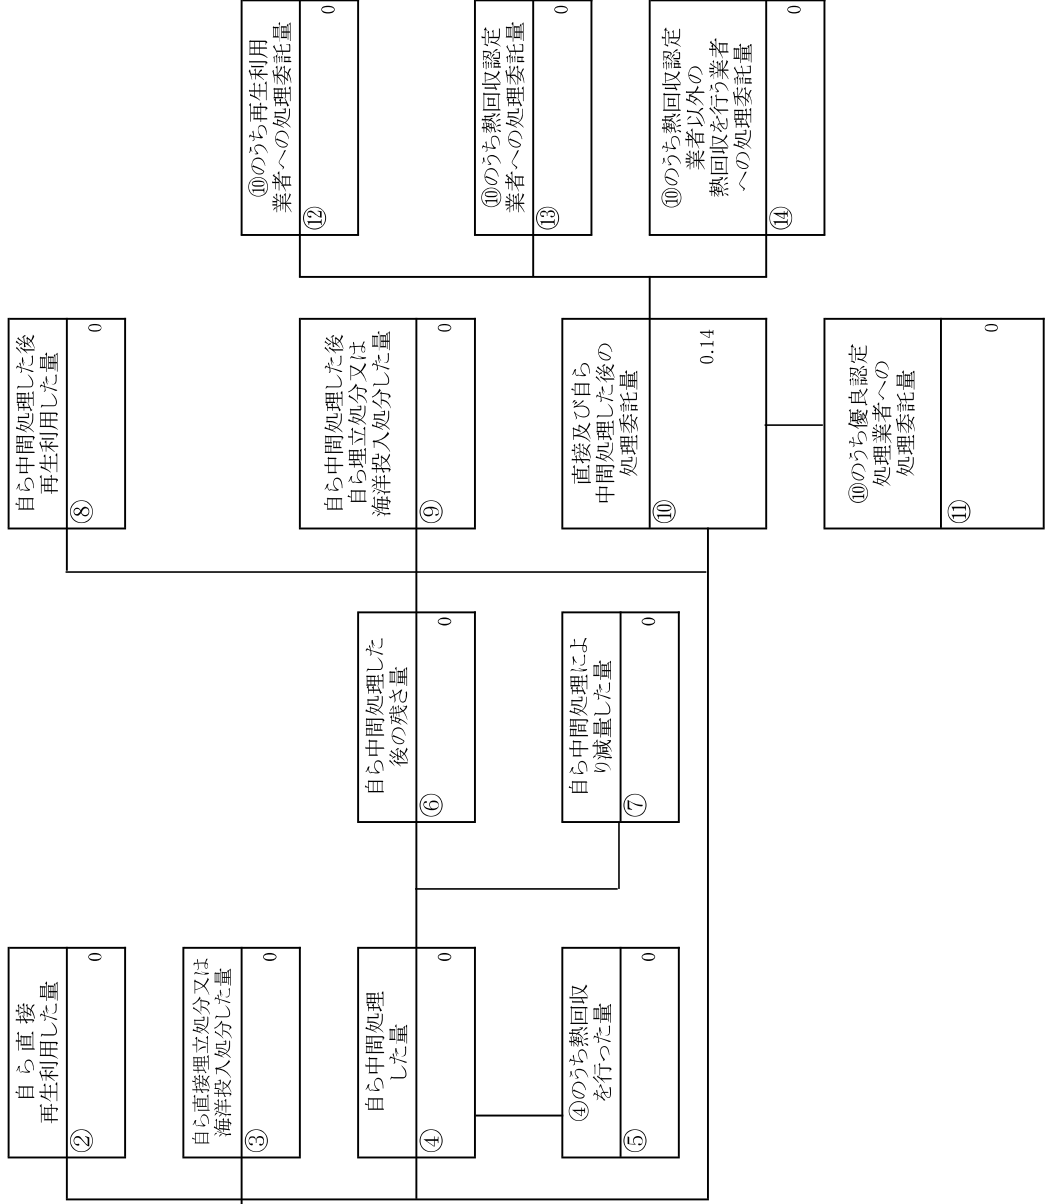 自 ら 直 接
再生利用した量
②
0
自ら直接埋立処分又は
海洋投入処分した量
③
0
自ら中間処理
した量
④
0
④のうち熱回収
を行った量
⑤
0
自ら中間処理した
後の残さ量
⑥
0
自ら中間処理によ
り減量した量
⑦
0
自ら中間処理した後
再生利用した量
⑧
0
自ら中間処理した後
自ら埋立処分又は
海洋投入処分した量
⑨
0
直接及び自ら
中間処理した後の
処理委託量
⑩
0.14
⑩のうち優良認定
処理業者への
処理委託量
⑪
0
⑩のうち再生利用
業者への処理委託量
⑫
0
⑩のうち熱回収認定
業者への処理委託量
⑬
0
⑩のうち熱回収認定
業者以外の
熱回収を行う業者
への処理委託量
⑭
0